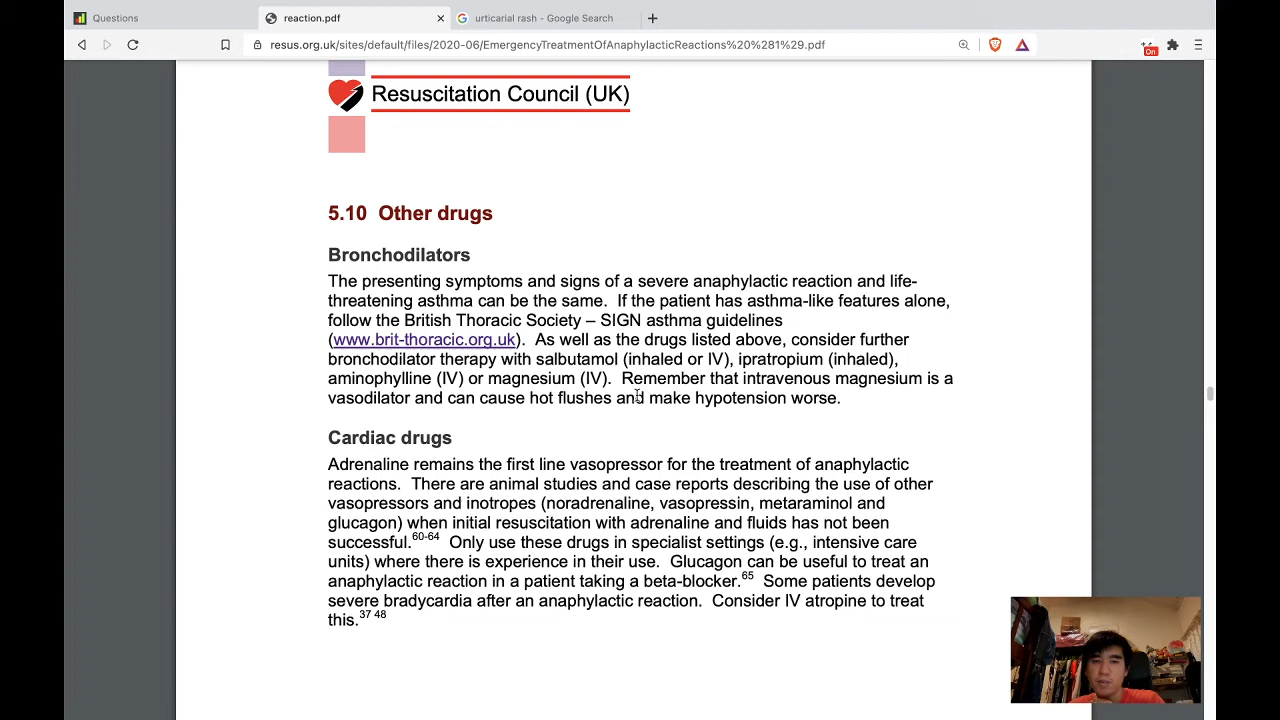 Questions
reaction.pdf
urticarial rash - Google Search
resus.org.uk/sites/default/files/2020-06/EmergencyTreatmentOfAnaphylacticReactions%20%281%29.pdf
On
Resuscitation Council (UK)
5.10 Other drugs
Bronchodilators
The presenting symptoms and signs of a severe anaphylactic reaction and life-
threatening asthma can be the same. If the patient has asthma-like features alone,
follow the British Thoracic Society – SIGN asthma guidelines
(www.brit-thoracic.org.uk). As well as the drugs listed above, consider further
bronchodilator therapy with salbutamol (inhaled or IV), ipratropium (inhaled),
aminophylline (IV) or magnesium (IV). Remember that intravenous magnesium is a
vasodilator and can cause hot flushes and make hypotension worse.
Cardiac drugs
Adrenaline remains the first line vasopressor for the treatment of anaphylactic
reactions. There are animal studies and case reports describing the use of other
vasopressors and inotropes (noradrenaline, vasopressin, metaraminol and
glucagon) when initial resuscitation with adrenaline and fluids has not been
successful.60-64 Only use these drugs in specialist settings (e.g., intensive care
units) where there is experience in their use. Glucagon can be useful to treat an
anaphylactic reaction in a patient taking a beta-blocker.65 Some patients develop
severe bradycardia after an anaphylactic reaction. Consider IV atropine to treat
this.37 48